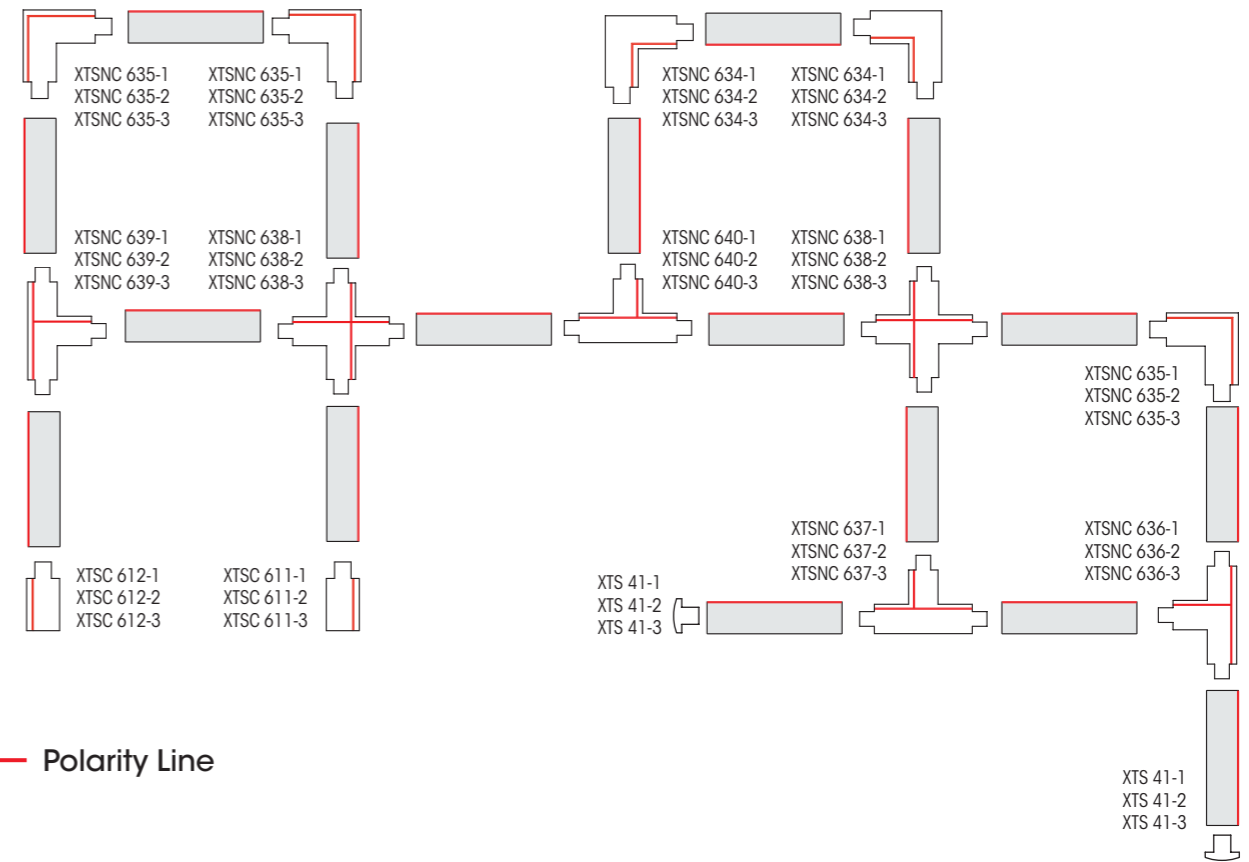 XTSNC 635-1
XTSNC 635-2
XTSNC 635-3
XTSNC 635-1
XTSNC 635-2
XTSNC 635-3
XTSNC 634-1
XTSNC 634-2
XTSNC 634-3
XTSNC 634-1
XTSNC 634-2
XTSNC 634-3
XTSNC 639-1
XTSNC 639-2
XTSNC 639-3
XTSNC 638-1
XTSNC 638-2
XTSNC 638-3
XTSNC 640-1
XTSNC 640-2
XTSNC 640-3
XTSNC 638-1
XTSNC 638-2
XTSNC 638-3
XTSNC 635-1
XTSNC 635-2
XTSNC 635-3
XTSC 612-1
XTSC 612-2
XTSC 612-3
XTSC 611-1
XTSC 611-2
XTSC 611-3
XTS 41-1
XTS 41-2
XTS 41-3
XTSNC 637-1
XTSNC 637-2
XTSNC 637-3
XTSNC 636-1
XTSNC 636-2
XTSNC 636-3
Polarity Line
XTS 41-1
XTS 41-2
XTS 41-3